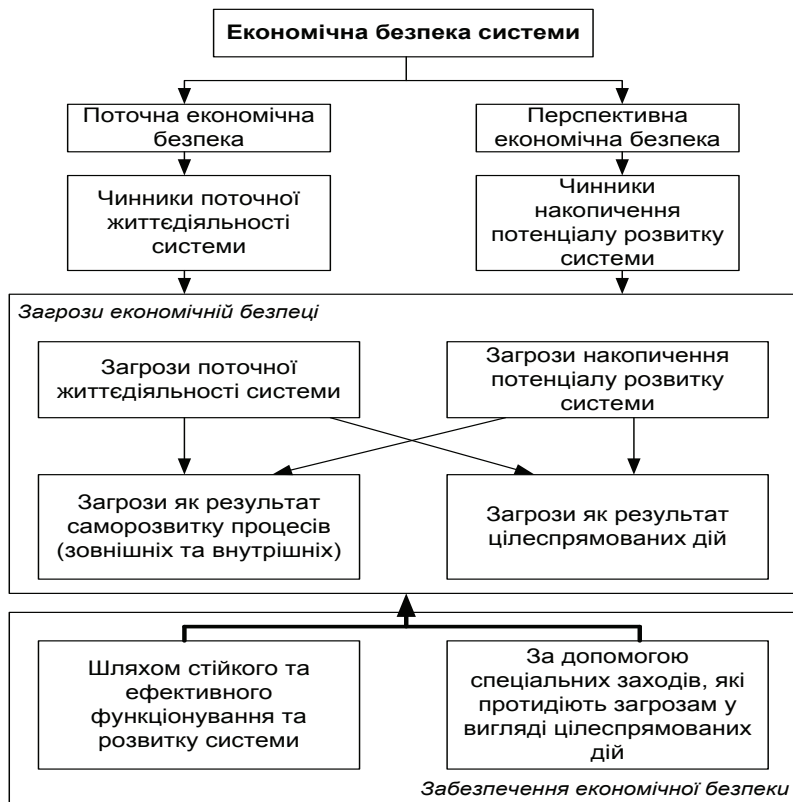 Економічна безпека системи
Поточна економічна
безпека
Перспективна
економічна безпека
Чинники поточної
життєдіяльності
системи
Чинники
накопичення
потенціалу розвитку
системи
Загрози економічній безпеці
Загрози поточної
життєдіяльності системи
Загрози накопичення
потенціалу розвитку
системи
Загрози як результат
саморозвитку процесів
(зовнішніх та внутрішніх)
Загрози як результат
цілеспрямованих дій
Шляхом стійкого та
ефективного
функціонування та
розвитку системи
За допомогою
спеціальних заходів, які
протидіють загрозам у
вигляді цілеспрямованих
дій
Забезпечення економічної безпеки